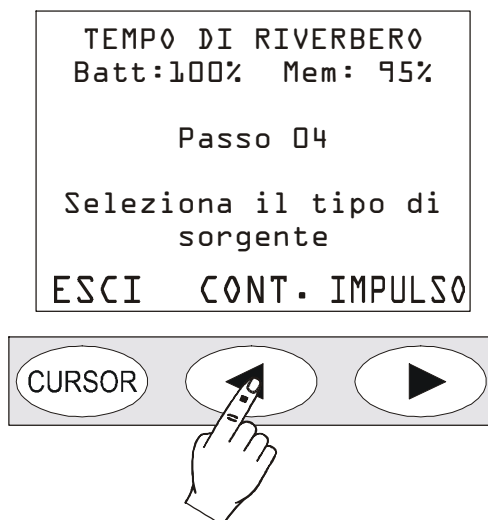 TEMPO DI RIVERBERO
Batt:100% Mem: 95%
Passo 04
Seleziona il tipo di
sorgente
ESCI CONT. IMPULSO
CURSOR